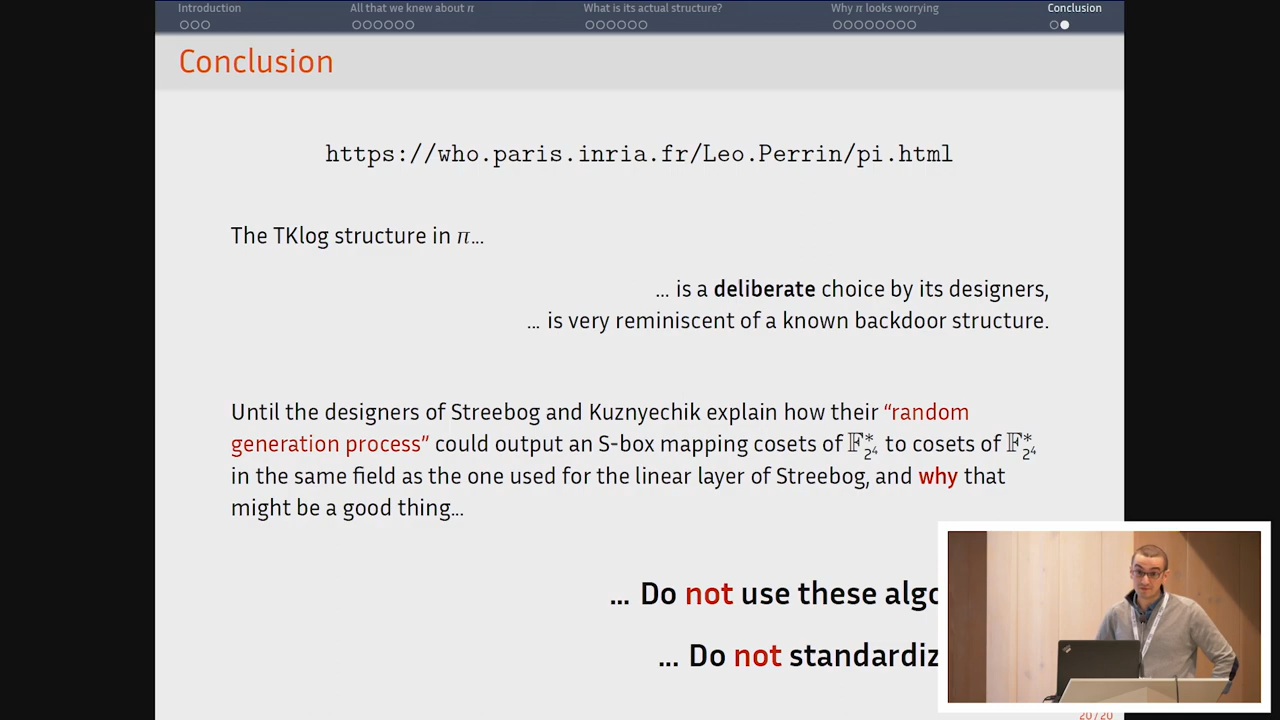 Introduction
All that we knew about π
What is its actual structure?
Why π looks worrying
Conclusion
Conclusion
https://who.paris.inria.fr/Leo.Perrin/pi.html
The TKlog structure in π...
... is a deliberate choice by its designers,
... is very reminiscent of a known backdoor structure.
Until the designers of Streebog and Kuznyechik explain how their “random
generation process” could output an S-box mapping cosets of 𝔽*₂⁴ to cosets of 𝔽*₂⁴
in the same field as the one used for the linear layer of Streebog, and why that
might be a good thing...
... Do not use these algo
... Do not standardiz
20/20